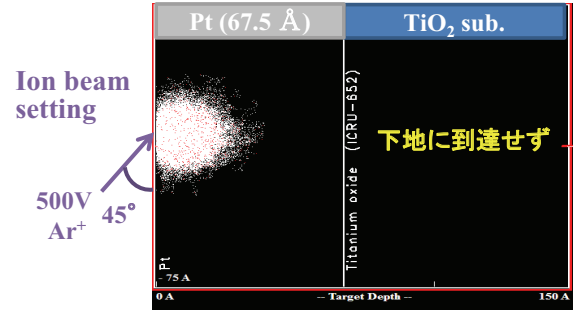 Pt (67.5 Å)
TiO₂ sub.
Ion beam
setting
500V
Ar⁺
45°
下地に到達せず
Titanium oxide (ICRU-652)
Pt
- 75 A
0 A
-- Target Depth --
150 A